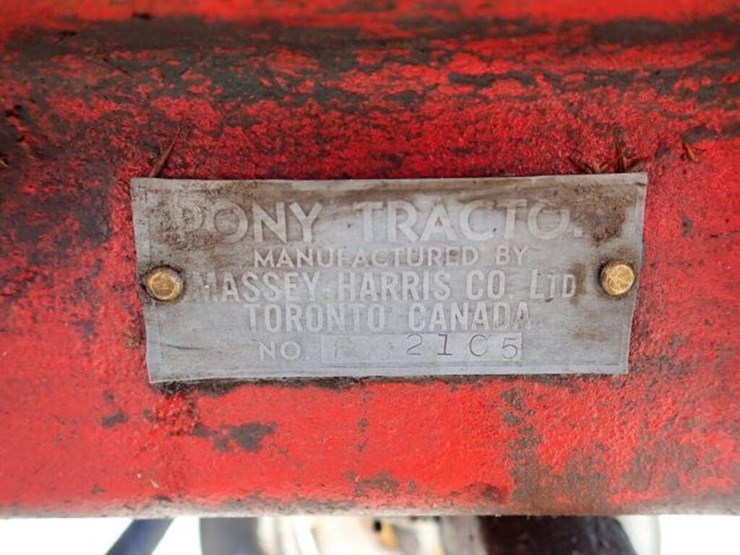 PONY TRACTO
MANUFACTURED BY
MASSEY HARRIS CO. LTD
TORONTO CANADA
NO. 2105